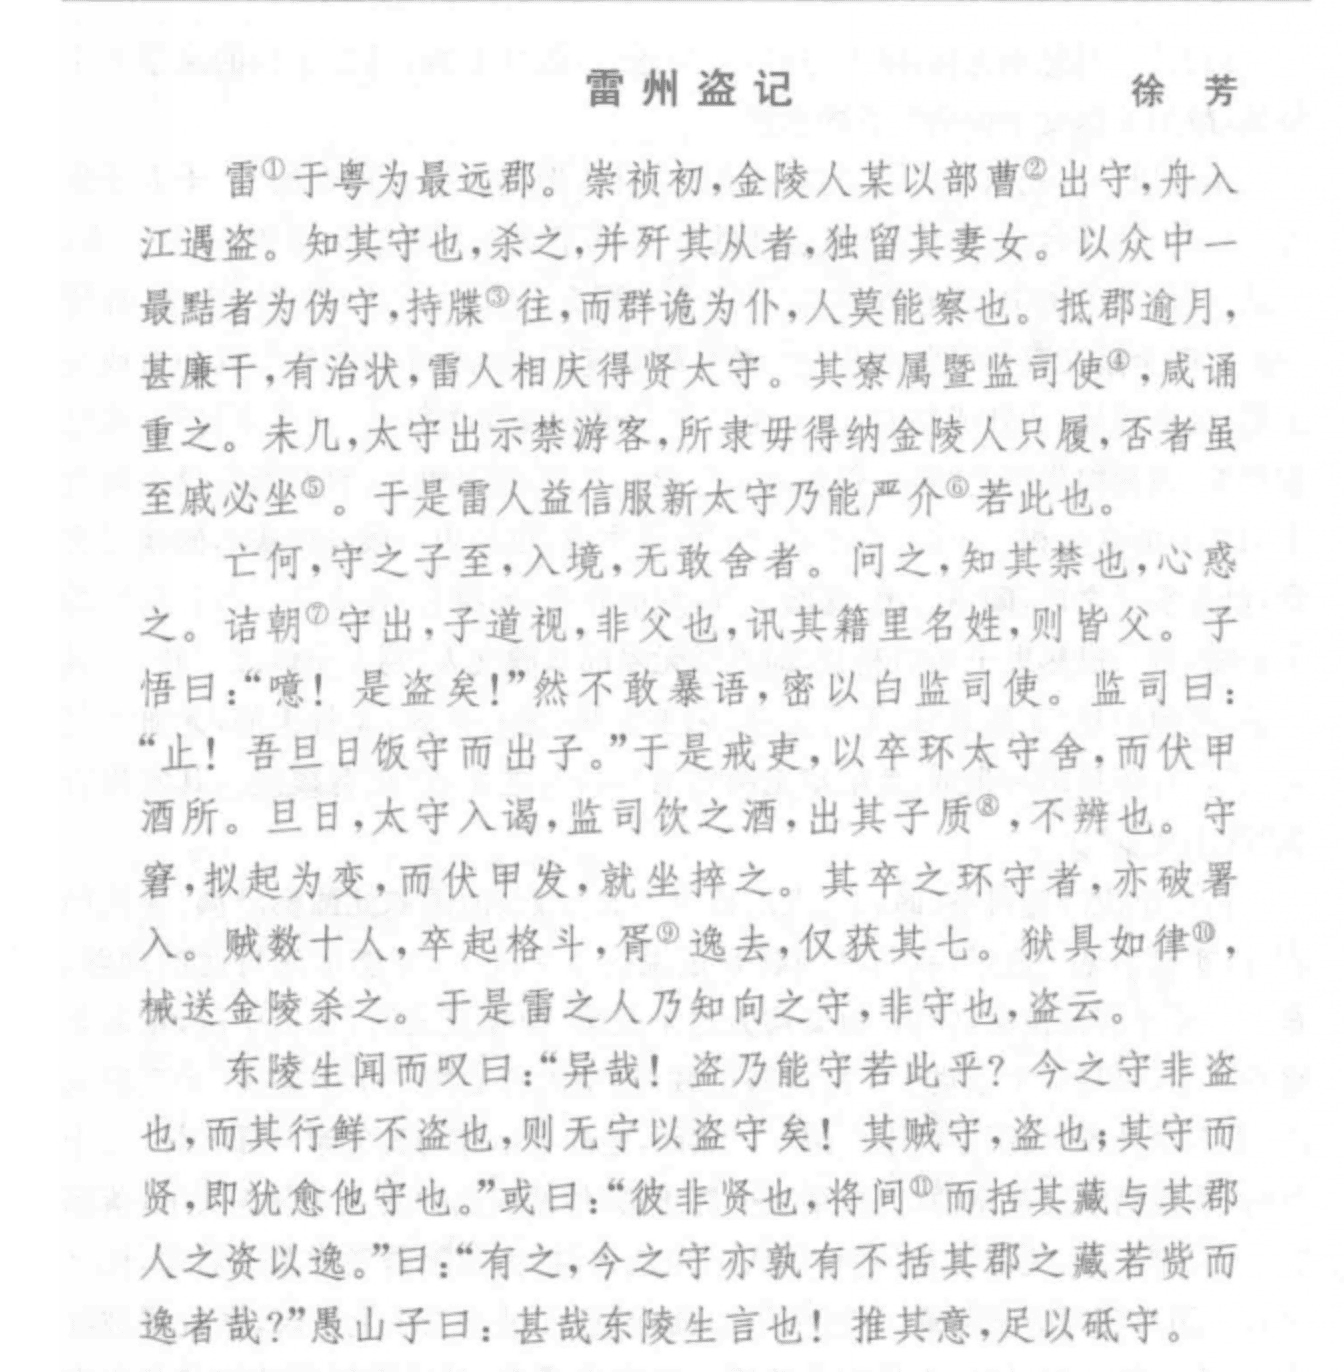 雷州盗记 徐 芳
雷①于粤为最远郡。崇祯初，金陵人某以部曹②出守，舟入
江遇盗。知其守也，杀之，并歼其从者，独留其妻女。以众中一
最黠者为伪守，持牒③往，而群诡为仆，人莫能察也。抵郡逾月，
甚廉干，有治状，雷人相庆得贤太守。其寮属暨监司使④，咸诵
重之。未几，太守出示禁游客，所隶毋得纳金陵人只履，否者虽
至戚必坐⑤。于是雷人益信服新太守乃能严介⑥若此也。
亡何，守之子至，入境，无敢舍者。问之，知其禁也，心惑
之。诘朝⑦守出，子道视，非父也，讯其籍里名姓，则皆父。子
悟曰：“噫！是盗矣！”然不敢暴语，密以白监司使。监司曰：
“止！吾旦日饭守而出子。”于是戒吏，以卒环太守舍，而伏甲
酒所。旦日，太守入谒，监司饮之酒，出其子质⑧，不辨也。守
窘，拟起为变，而伏甲发，就坐捽之。其卒之环守者，亦破署
入。贼数十人，卒起格斗，胥⑨逸去，仅获其七。狱具如律⑩，
械送金陵杀之。于是雷之人乃知向之守，非守也，盗云。
东陵生闻而叹曰：“异哉！盗乃能守若此乎？今之守非盗
也，而其行鲜不盗也，则无宁以盗守矣！其贼守，盗也；其守而
贤，即犹愈他守也。”或曰：“彼非贤也，将间⑪而括其藏与其郡
人之资以逸。”曰：“有之，今之守亦孰有不括其郡之藏若赀而
逸者哉？”愚山子曰：甚哉东陵生言也！推其意，足以砥守。